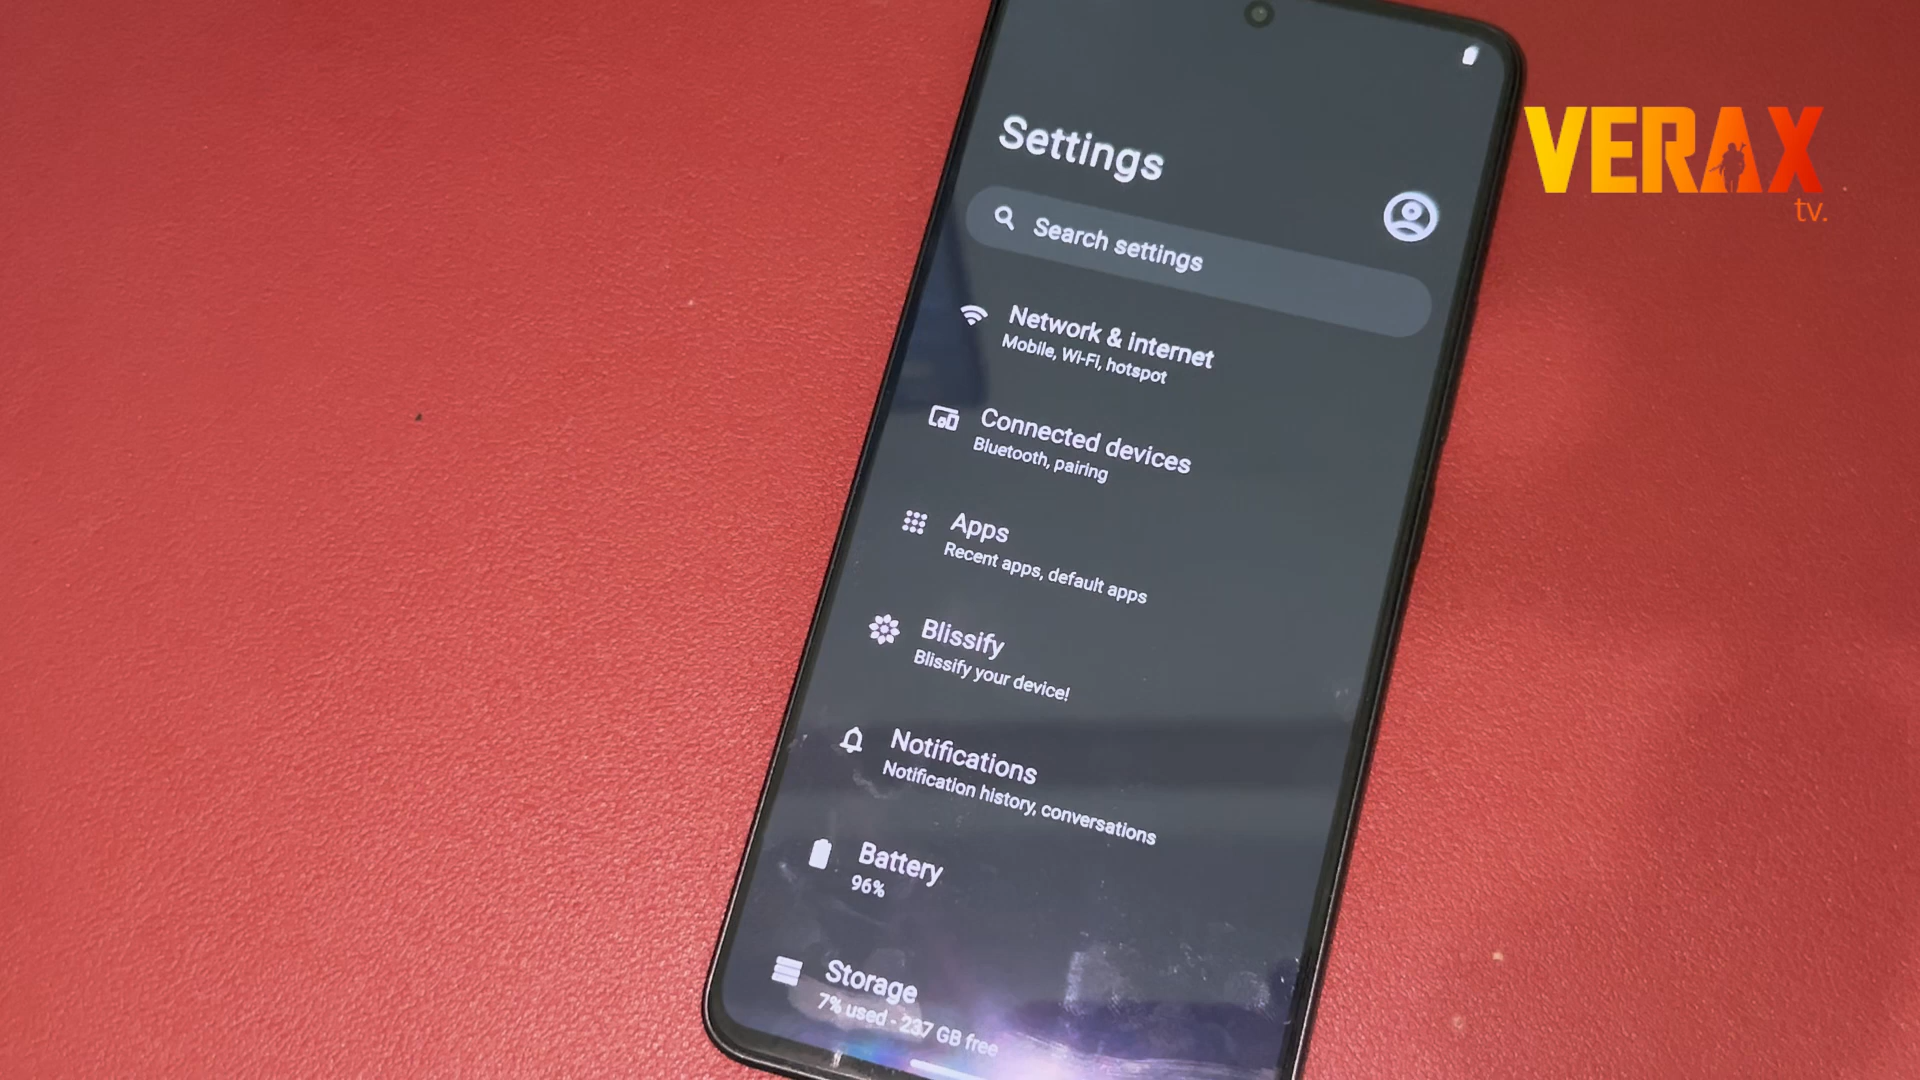 Settings
VERAX
tv.
Search settings
Network & internet
Mobile, Wi-Fi, hotspot
Connected devices
Bluetooth, pairing
Apps
Recent apps, default apps
Blissify
Blissify your device!
Notifications
Notification history, conversations
Battery
96%
Storage
7% used - 237 GB free